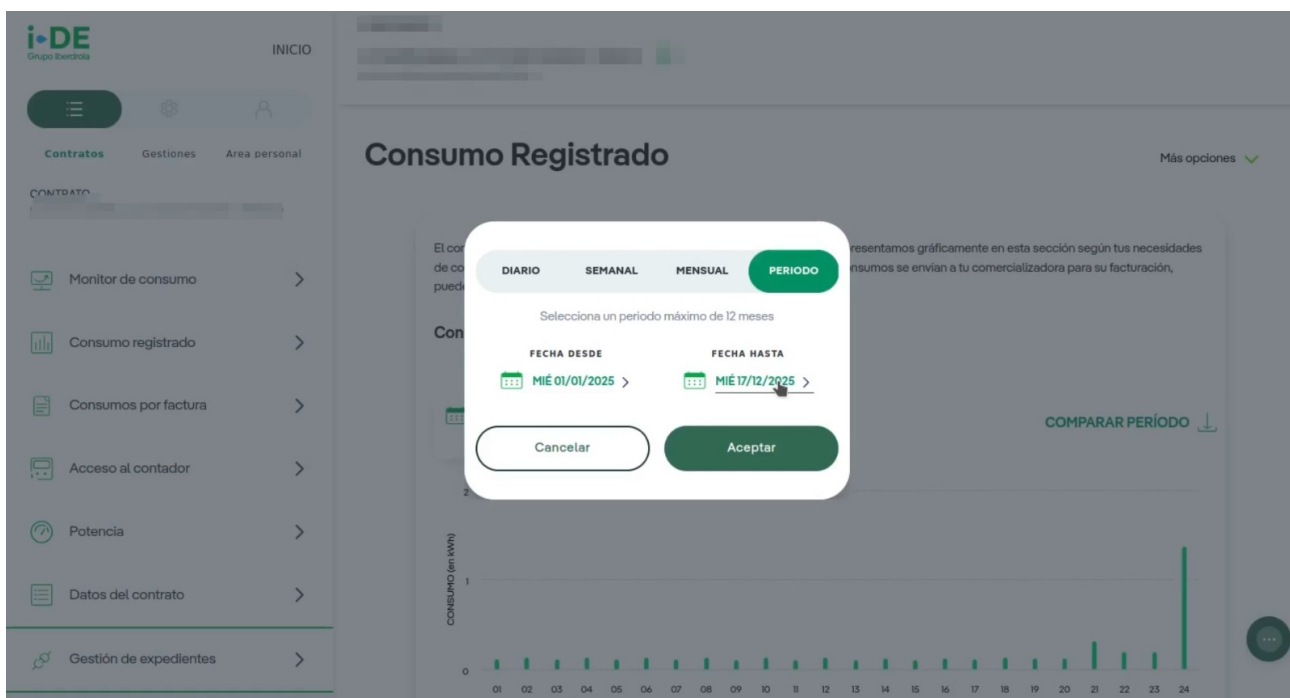 i-DE
Grupo Iberdrola
INICIO
Contratos
Gestiones
Area personal
CONTRATO
Monitor de consumo
Consumo registrado
Consumos por factura
Acceso al contador
Potencia
Datos del contrato
Gestión de expedientes
Consumo Registrado
Más opciones
El con
resentamos gráficamente en esta sección según tus necesidades
de co
nsumos se envían a tu comercializadora para su facturación,
pued
Con
DIARIO SEMANAL MENSUAL PERIODO
Selecciona un periodo máximo de 12 meses
FECHA DESDE FECHA HASTA
MIÉ 01/01/2025 MIÉ 17/12/2025
Cancelar Aceptar
COMPARAR PERÍODO
2
1
0
CONSUMO (en kWh)
01 02 03 04 05 06 07 08 09 10 11 12 13 14 15 16 17 18 19 20 21 22 23 24